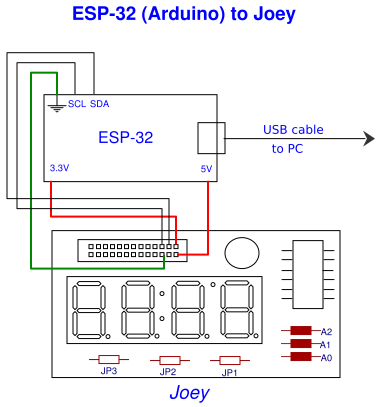 ESP-32 (Arduino) to Joey
SCL SDA
ESP-32
USB cable
to PC
3.3V
5V
A2
A1
A0
JP3
JP2
JP1
Joey